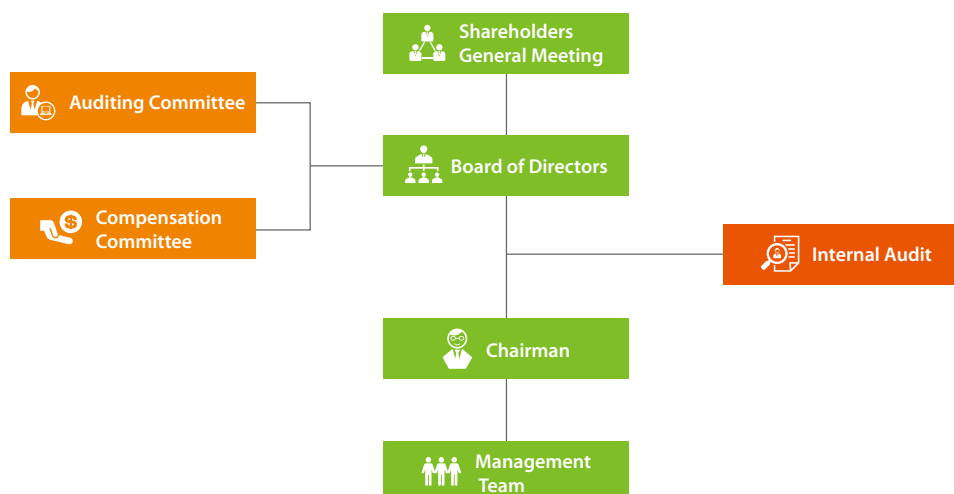 Shareholders
General Meeting
Auditing Committee
Board of Directors
Compensation
Committee
Internal Audit
Chairman
Management
Team